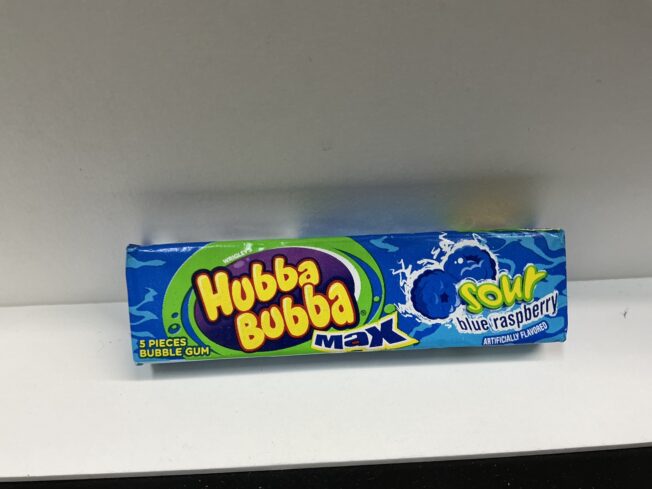 WRIGLEY'S
Hubba
Bubba
MaX
5 PIECES
BUBBLE GUM
sour
blue raspberry
ARTIFICIALLY FLAVORED